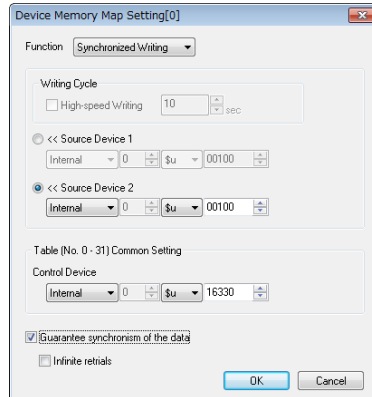 Device Memory Map Setting[0]
Function Synchronized Writing
Writing Cycle
High-speed Writing 10 sec
<< Source Device 1
Internal 0 $u 00100
<< Source Device 2
Internal 0 $u 00100
Table (No. 0 - 31) Common Setting
Control Device
Internal 0 $u 16330
Guarantee synchronism of the data
Infinite retrials
OK Cancel